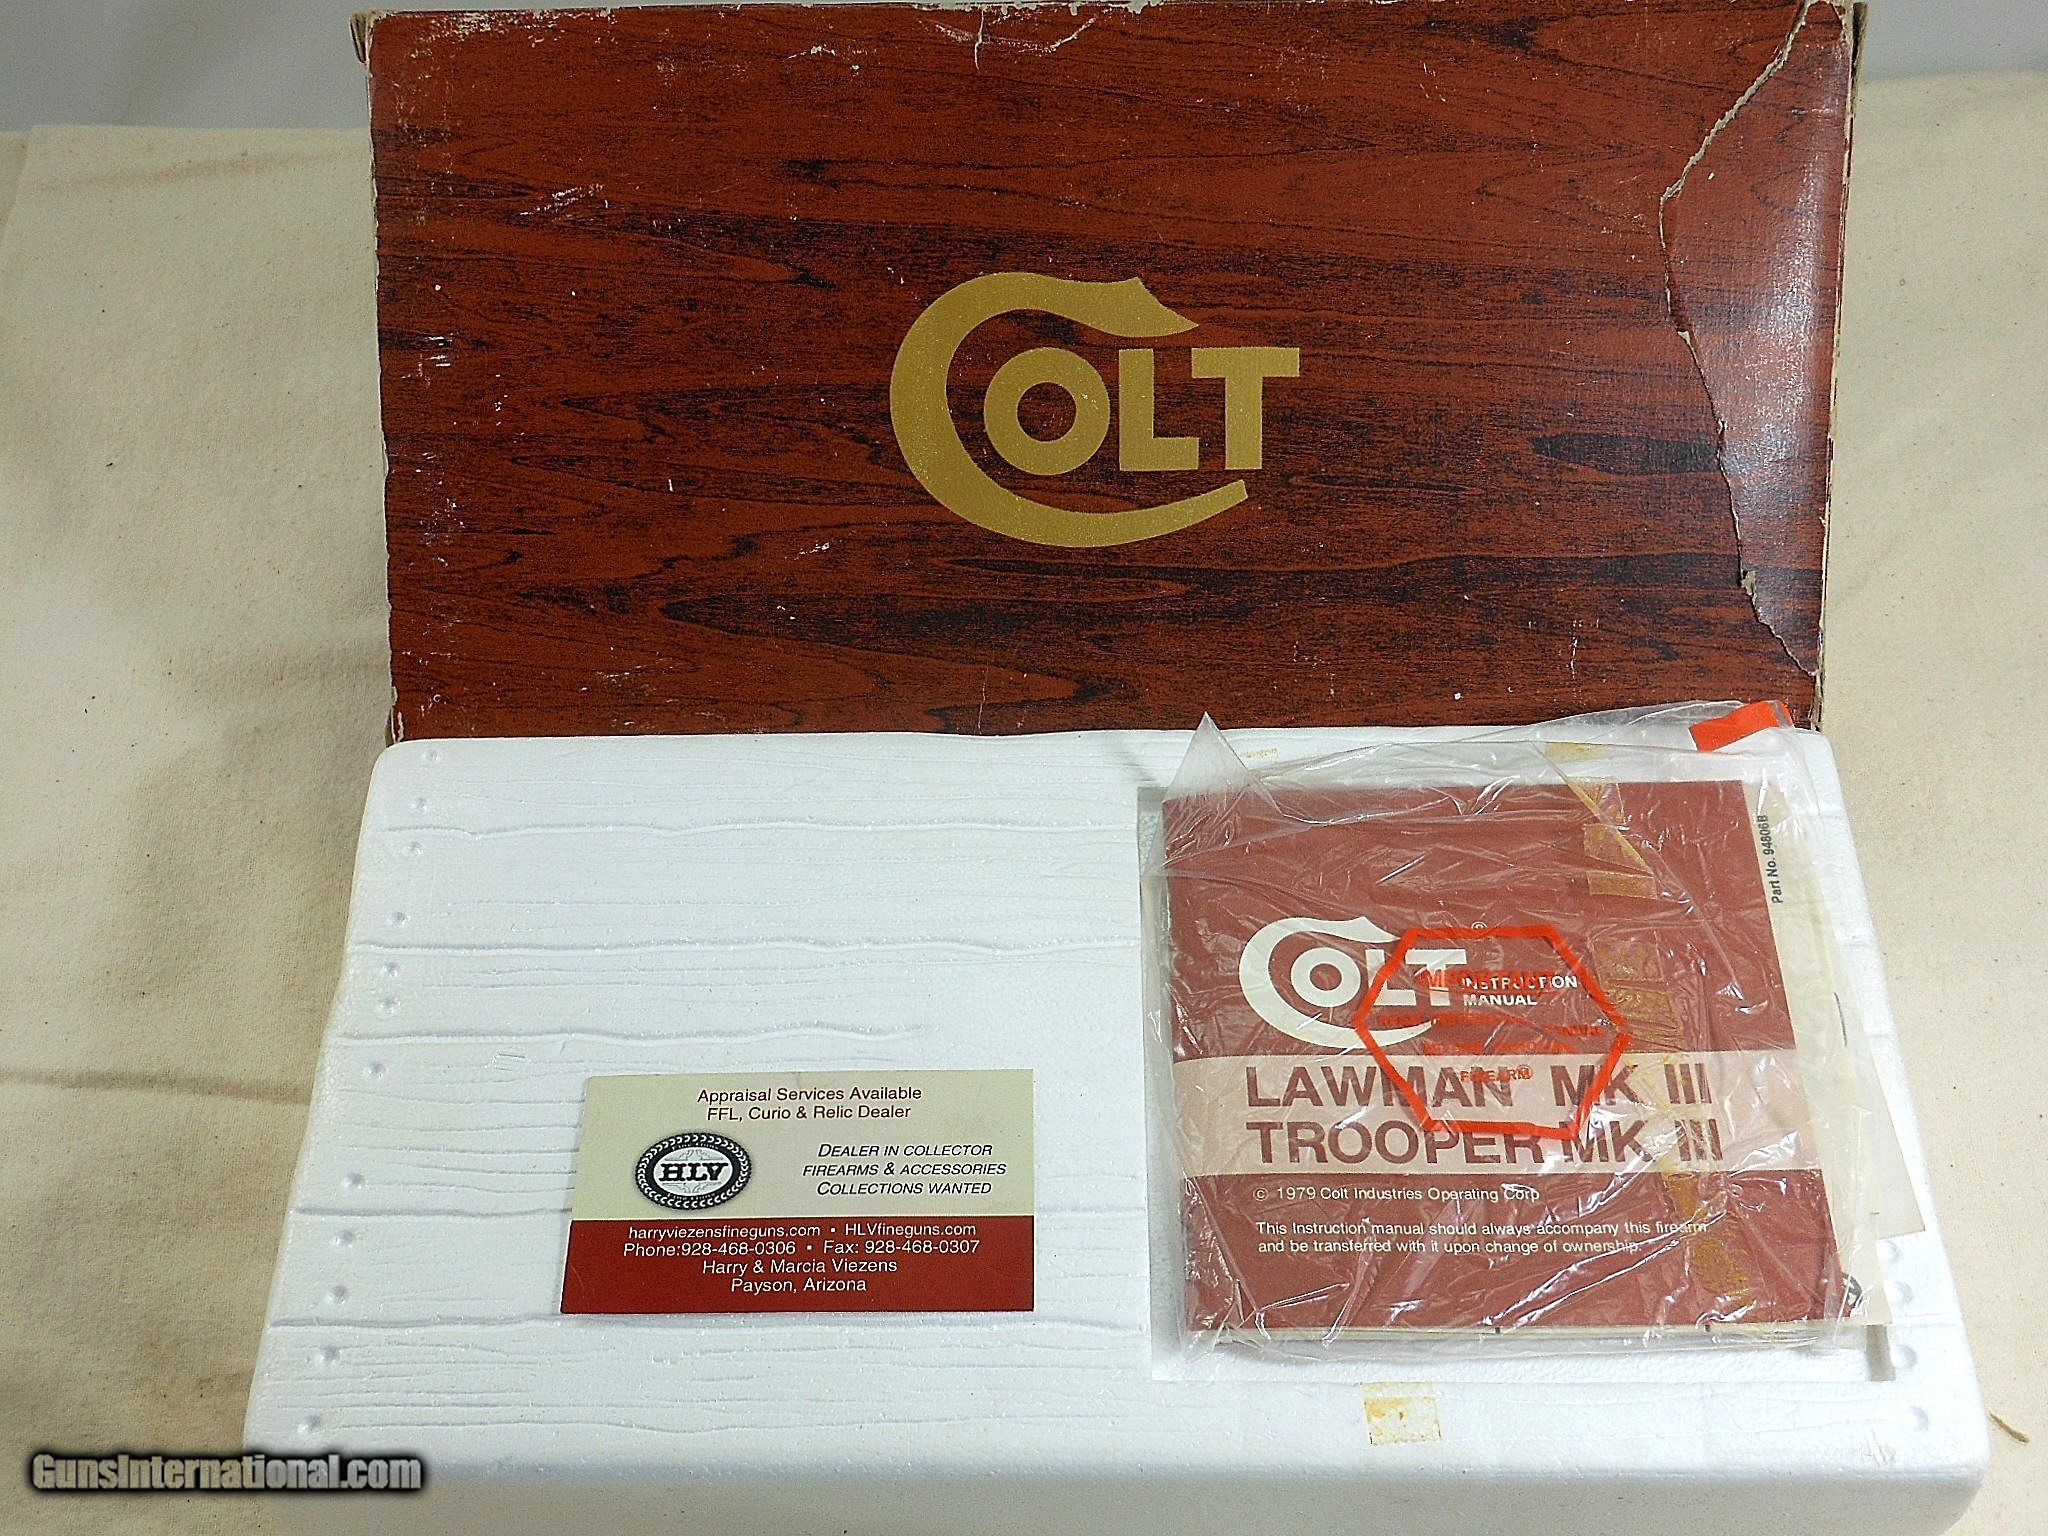 COLT
Part No. 94806B
COLT®
INSTRUCTION
MANUAL
FIREARM
LAWMAN® MK III
TROOPER® MK III
© 1979 Colt Industries Operating Corp
This Instruction manual should always accompany this firearm
and be transferred with it upon change of ownership.
Appraisal Services Available
FFL, Curio & Relic Dealer
HLV
DEALER IN COLLECTOR
FIREARMS & ACCESSORIES
COLLECTIONS WANTED
harryviezensfineguns.com • HLVfineguns.com
Phone:928-468-0306 • Fax: 928-468-0307
Harry & Marcia Viezens
Payson, Arizona
GunsInternational.com